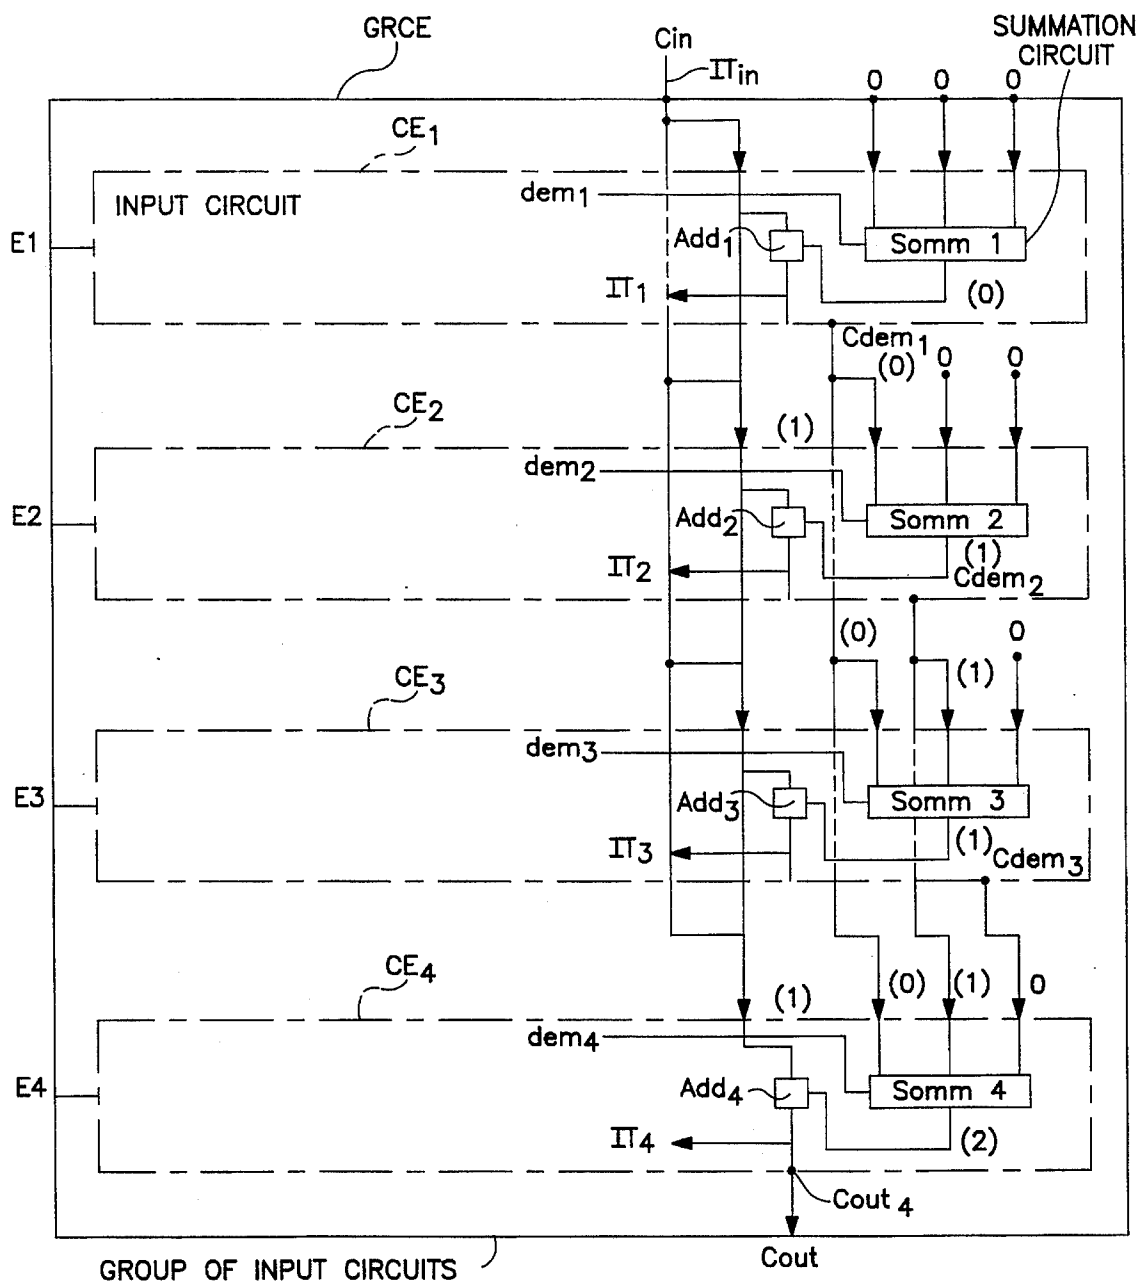 GRCE
Cin
ITin
SUMMATION
CIRCUIT
0 0 0
CE1
INPUT CIRCUIT
dem1
E1
Add1
Somm 1
IT1
(0)
Cdem1
(0) 0 0
CE2
(1)
dem2
E2
Add2
Somm 2
(1)
IT2
Cdem2
(0)
0
(1)
CE3
dem3
E3
Add3
Somm 3
IT3
(1)
Cdem3
CE4
(1) (0) (1) 0
dem4
E4
Add4
Somm 4
IT4
(2)
Cout4
GROUP OF INPUT CIRCUITS
Cout